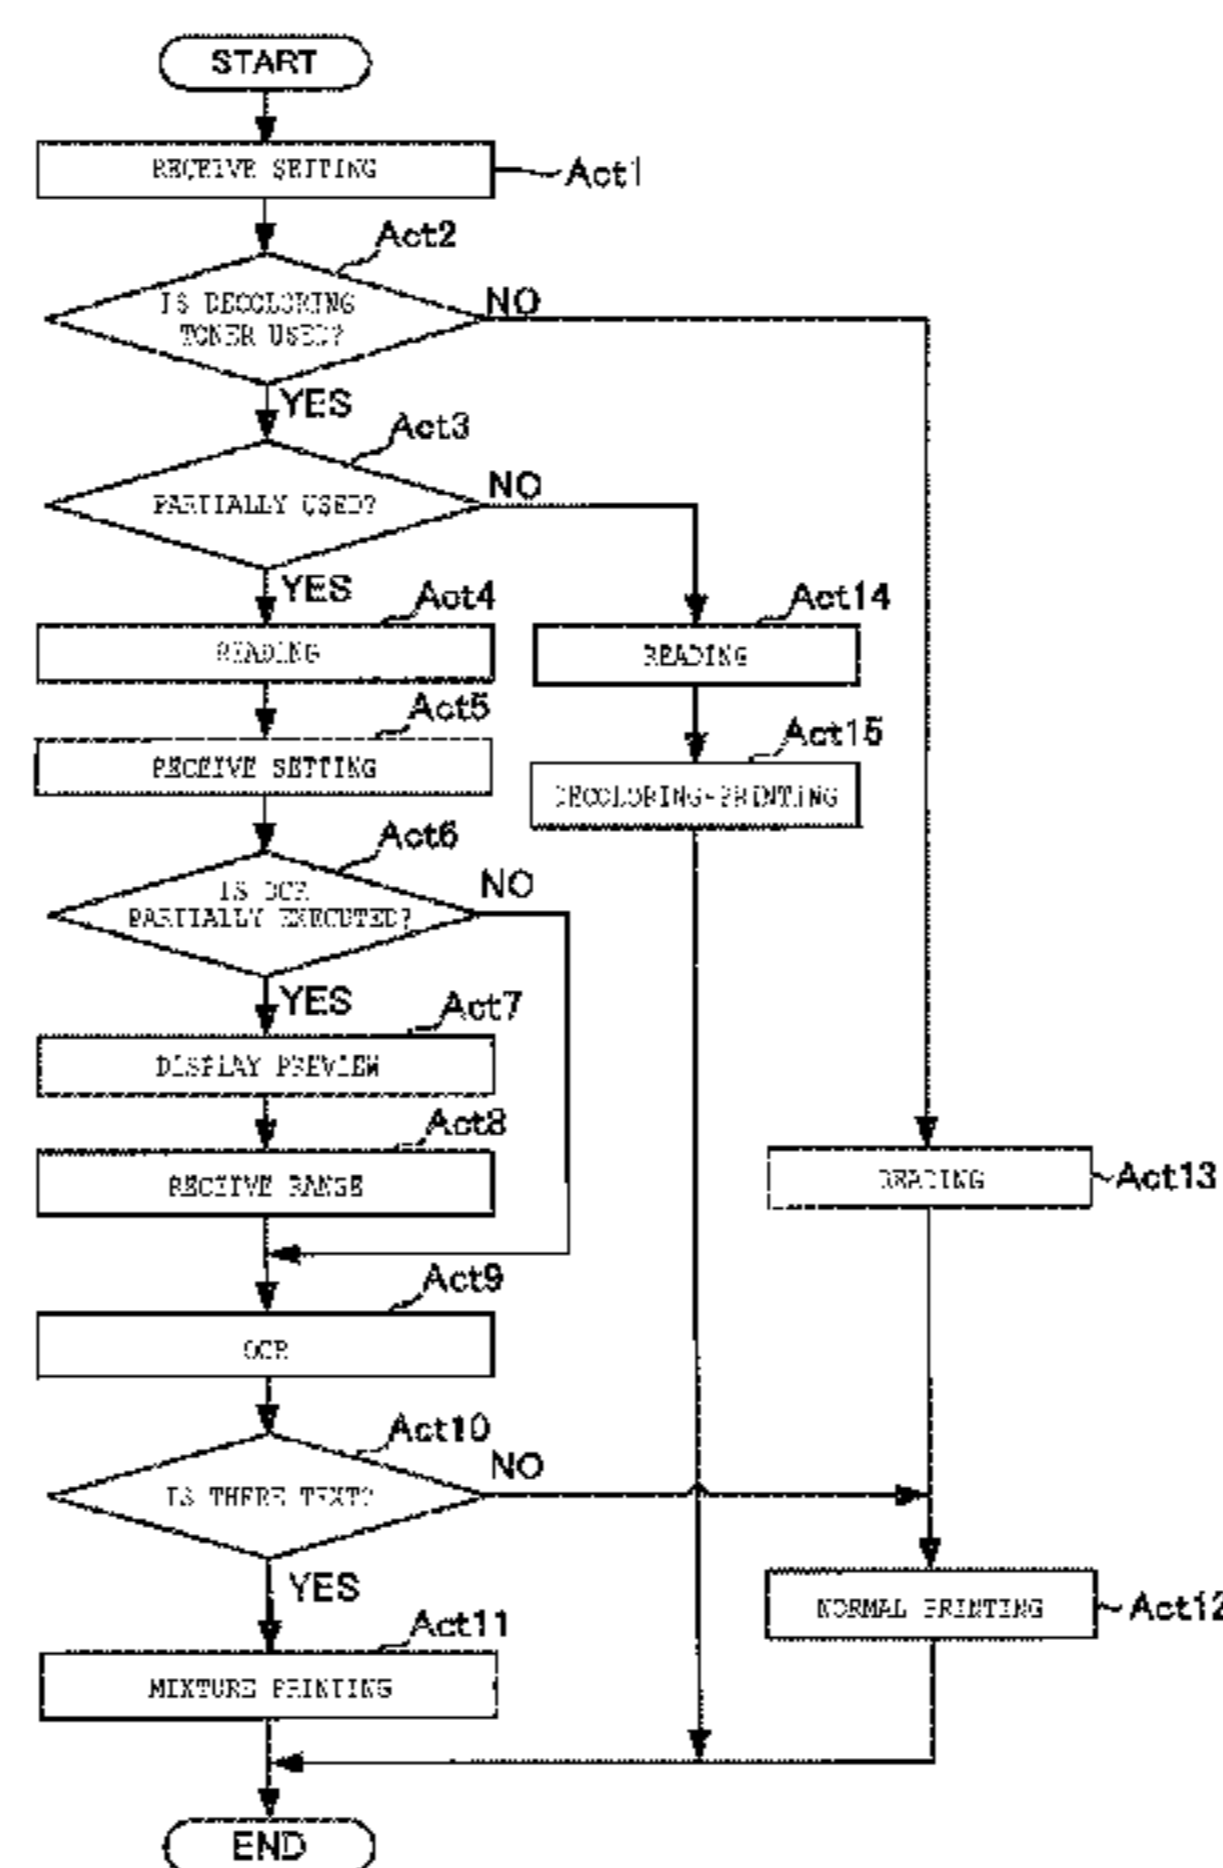 START
RECEIVE SETTING
Act1
Act2
IS DECOLORING
TONER USED?
NO
YES
Act3
PARTIALLY USED?
NO
YES
Act4
READING
Act14
READING
Act5
RECEIVE SETTING
Act15
DECOLORING-PRINTING
Act6
IS OCR
PARTIALLY EXECUTED?
NO
YES
Act7
DISPLAY PREVIEW
Act8
RECEIVE RANGE
READING
Act13
Act9
OCR
Act10
IS THERE TEXT?
NO
YES
Act11
MIXTURE PRINTING
NORMAL PRINTING
Act12
END